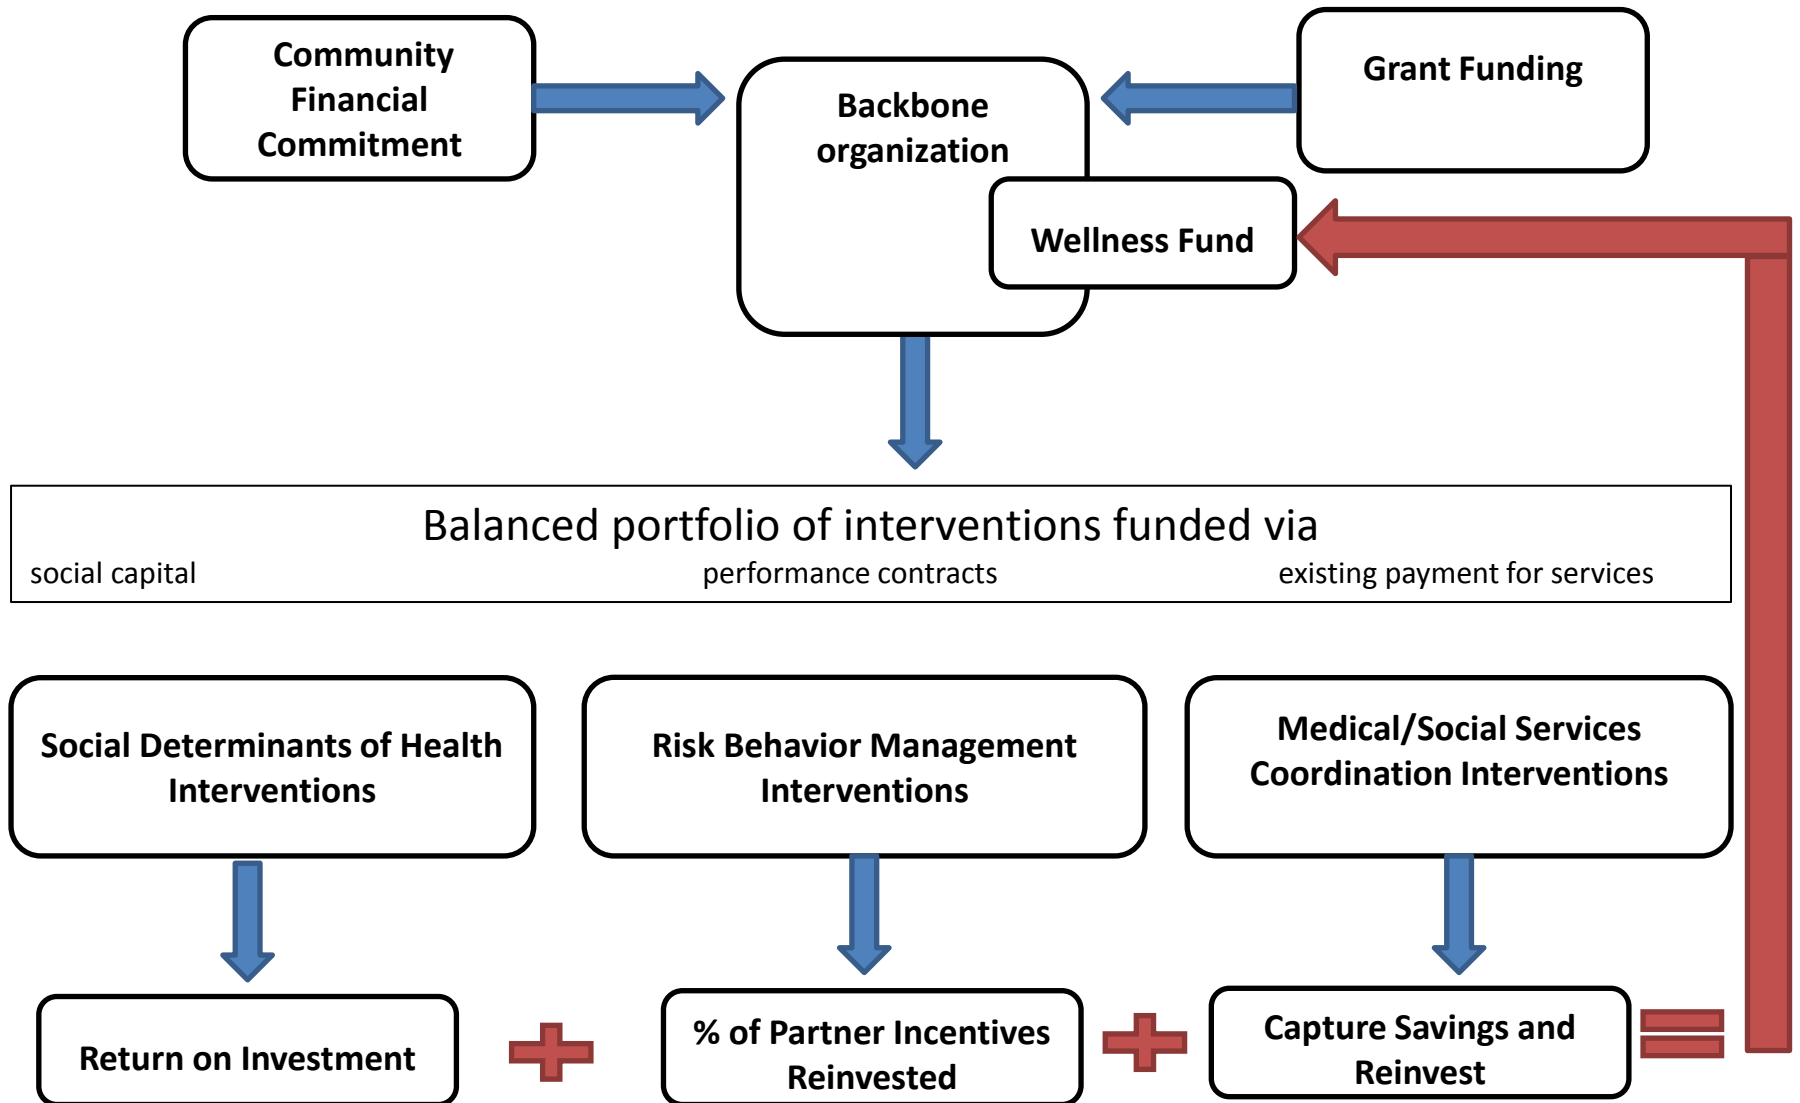 Community
Financial
Commitment
Backbone
organization
Grant Funding
Wellness Fund
Balanced portfolio of interventions funded via
social capital performance contracts existing payment for services
Social Determinants of Health
Interventions
Risk Behavior Management
Interventions
Medical/Social Services
Coordination Interventions
Return on Investment
% of Partner Incentives
Reinvested
Capture Savings and
Reinvest